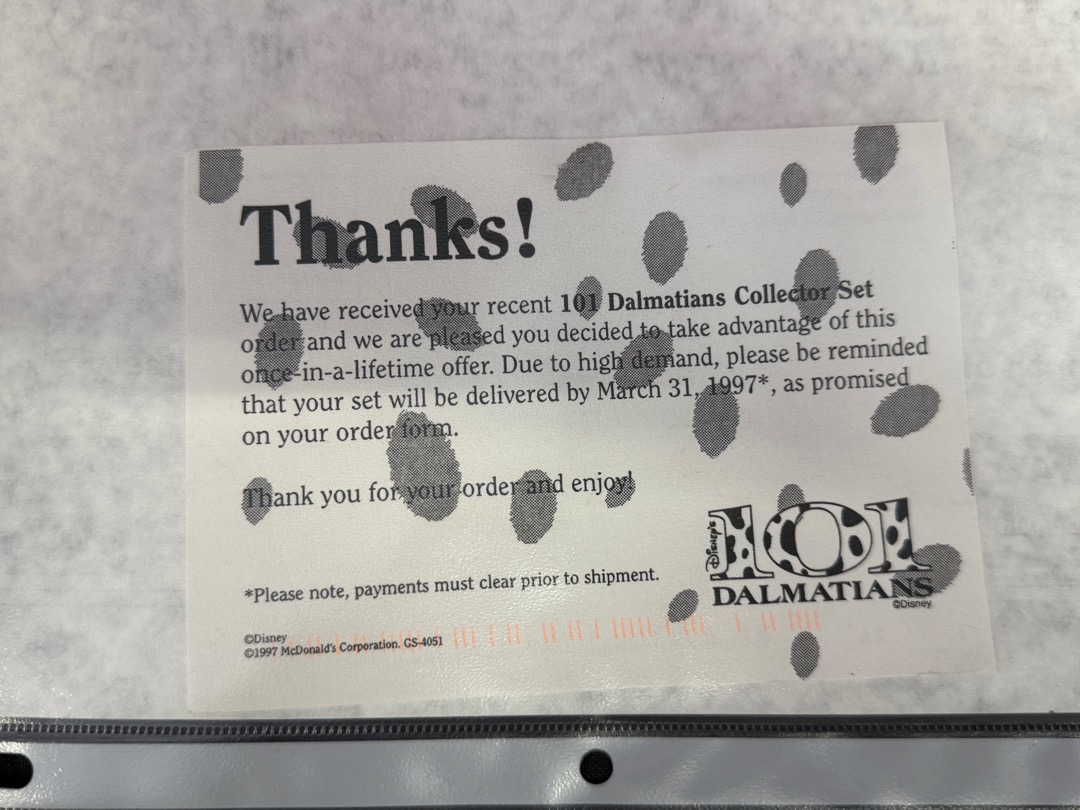 Thanks!
We have received your recent 101 Dalmatians Collector Set
order and we are pleased you decided to take advantage of this
once-in-a-lifetime offer. Due to high demand, please be reminded
that your set will be delivered by March 31, 1997*, as promised
on your order form.
Thank you for your order and enjoy!
*Please note, payments must clear prior to shipment.
DISNEY'S
101
DALMATIANS
©Disney
©Disney
©1997 McDonald's Corporation. GS-4051